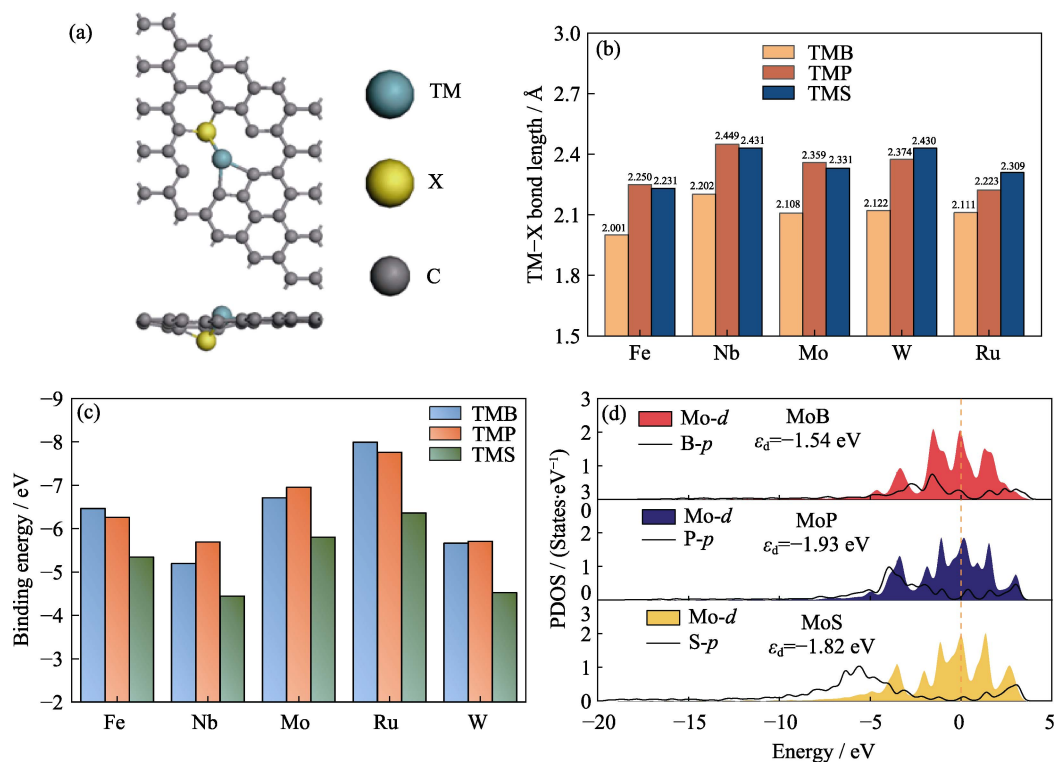 (a)
TM
X
C
(b)
TMB
TMP
TMS
TM−X bond length / Å
3.0
2.7
2.4
2.1
1.8
1.5
2.001
2.250
2.231
2.202
2.449
2.431
2.108
2.359
2.331
2.122
2.374
2.430
2.111
2.223
2.309
Fe Nb Mo W Ru
(c)
TMB
TMP
TMS
Binding energy / eV
−9
−8
−7
−6
−5
−4
−3
−2
Fe Nb Mo Ru W
(d)
PDOS / (States·eV⁻¹)
3
2
1
0
Mo-d
B-p
MoB
εd=−1.54 eV
3
2
1
0
Mo-d
P-p
MoP
εd=−1.93 eV
3
2
1
0
Mo-d
S-p
MoS
εd=−1.82 eV
−20 −15 −10 −5 0 5
Energy / eV